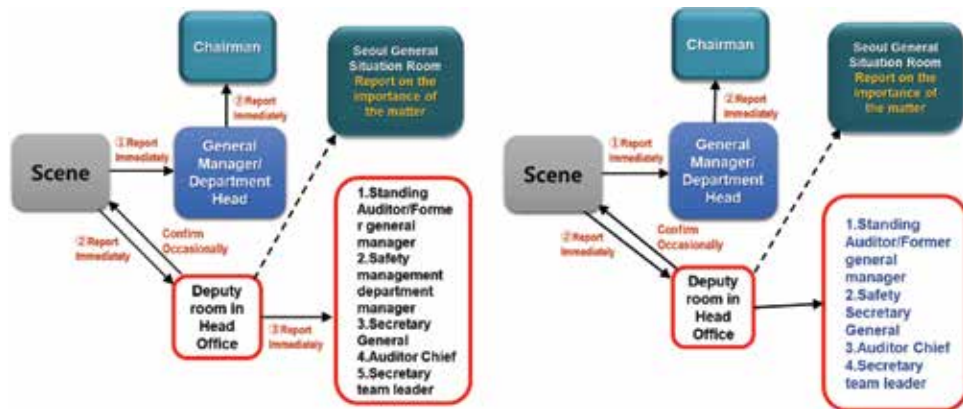 Chairman
Seoul General
Situation Room
Report on the
importance of
the matter
②Report
Immediately
①Report
Immediately
General
Manager/
Department
Head
Scene
Confirm
Occasionally
②Report
Immediately
Deputy
room in
Head
Office
③Report
Immediately
1.Standing
Auditor/Forme
r general
manager
2.Safety
management
department
manager
3.Secretary
General
4.Auditor Chief
5.Secretary
team leader
Chairman
Seoul General
Situation Room
Report on the
importance of
the matter
②Report
Immediately
①Report
Immediately
General
Manager/
Department
Head
Scene
Confirm
Occasionally
②Report
Immediately
Deputy
room in
Head
Office
1.Standing
Auditor/Former
general
manager
2.Safety
Secretary
General
3.Auditor Chief
4.Secretary
team leader